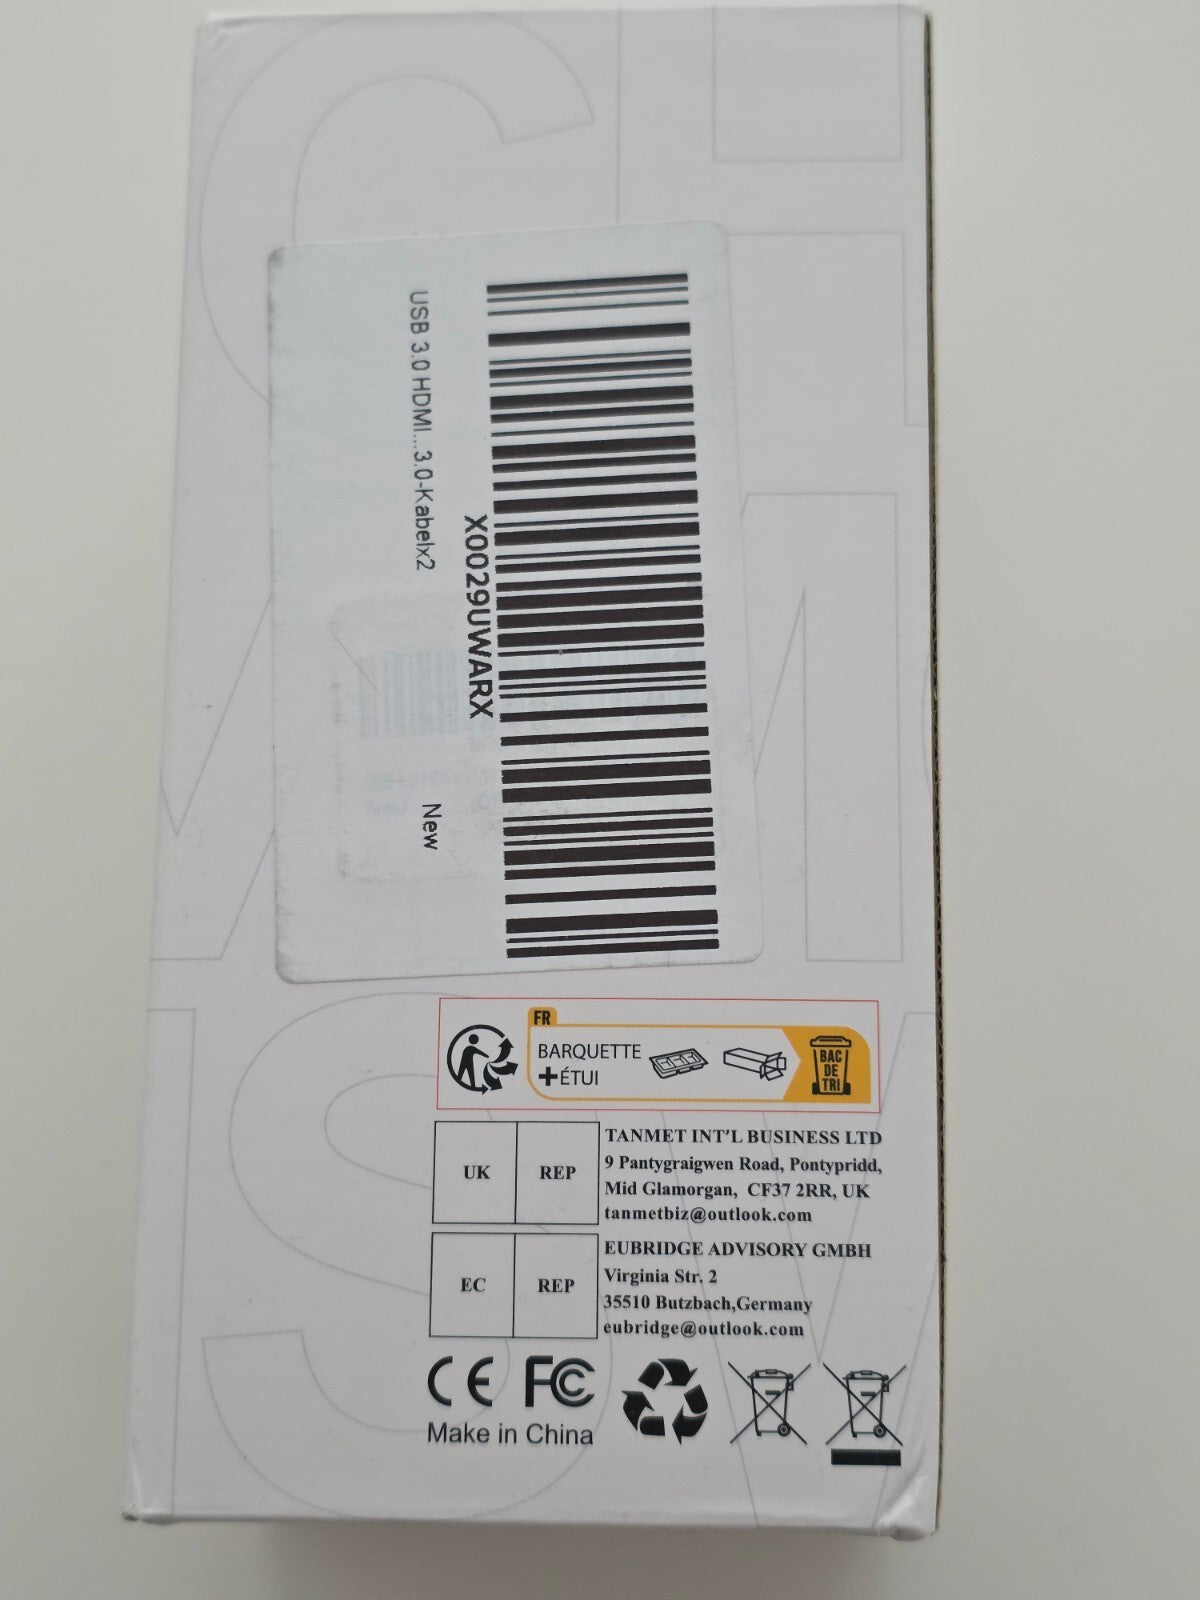 USB 3.0 HDMI...3.0-Kabelx2
New
X0029UWARX
FR
BARQUETTE
+ÉTUI
BAC
DE
TRI
UK
REP
TANMET INT'L BUSINESS LTD
9 Pantygraigwen Road, Pontypridd,
Mid Glamorgan, CF37 2RR, UK
tanmetbiz@outlook.com
EC
REP
EUBRIDGE ADVISORY GMBH
Virginia Str. 2
35510 Butzbach,Germany
eubridge@outlook.com
CE FC
Make in China